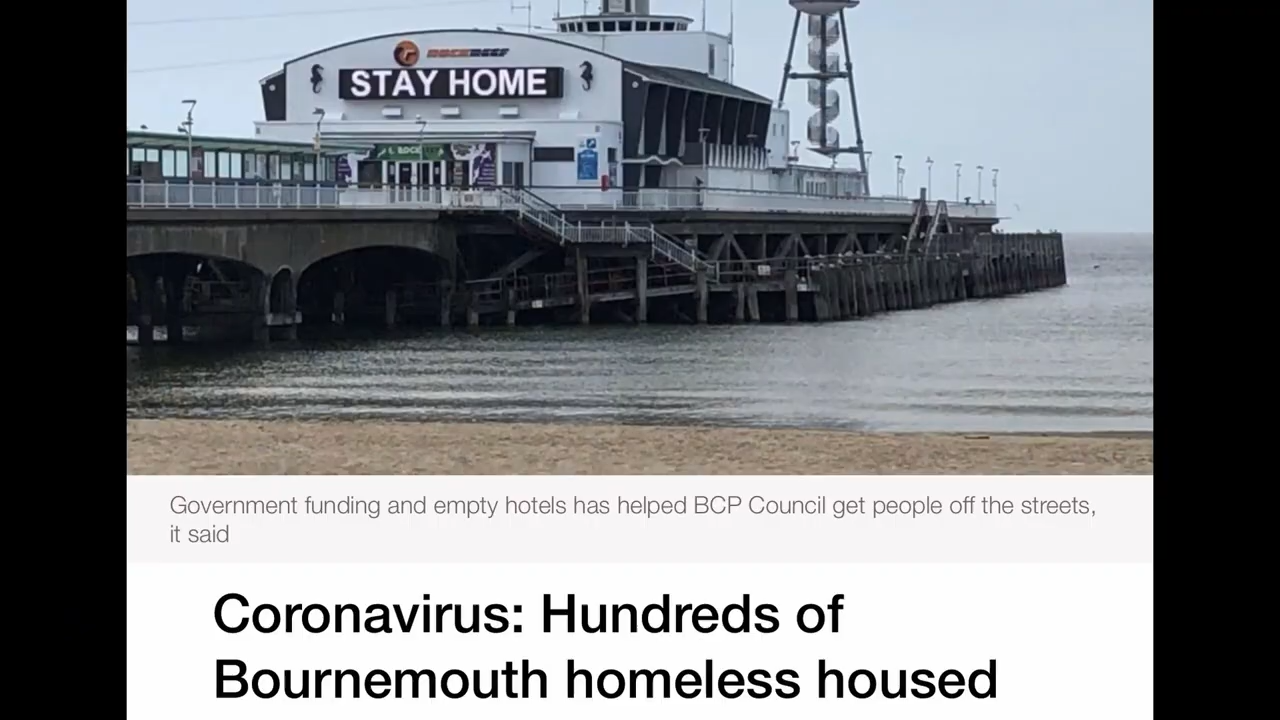 ROCKREEF
STAY HOME
Government funding and empty hotels has helped BCP Council get people off the streets,
it said
Coronavirus: Hundreds of
Bournemouth homeless housed